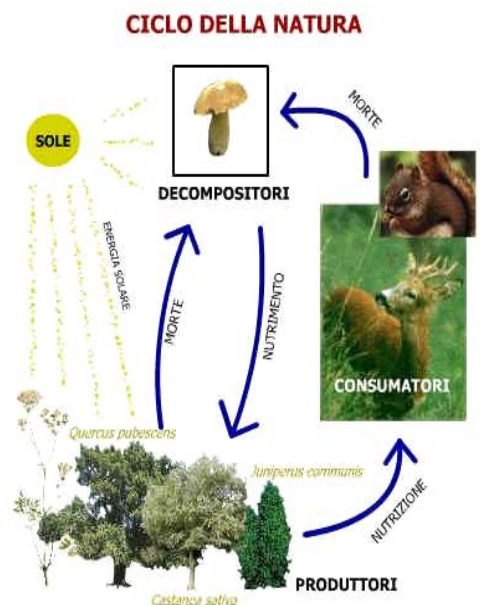 CICLO DELLA NATURA
SOLE
DECOMPOSITORI
MORTE
ENERGIA SOLARE
MORTE
NUTRIMENTO
CONSUMATORI
Quercus pubescens
Juniperus communis
NUTRIZIONE
PRODUTTORI
Castanea sativa